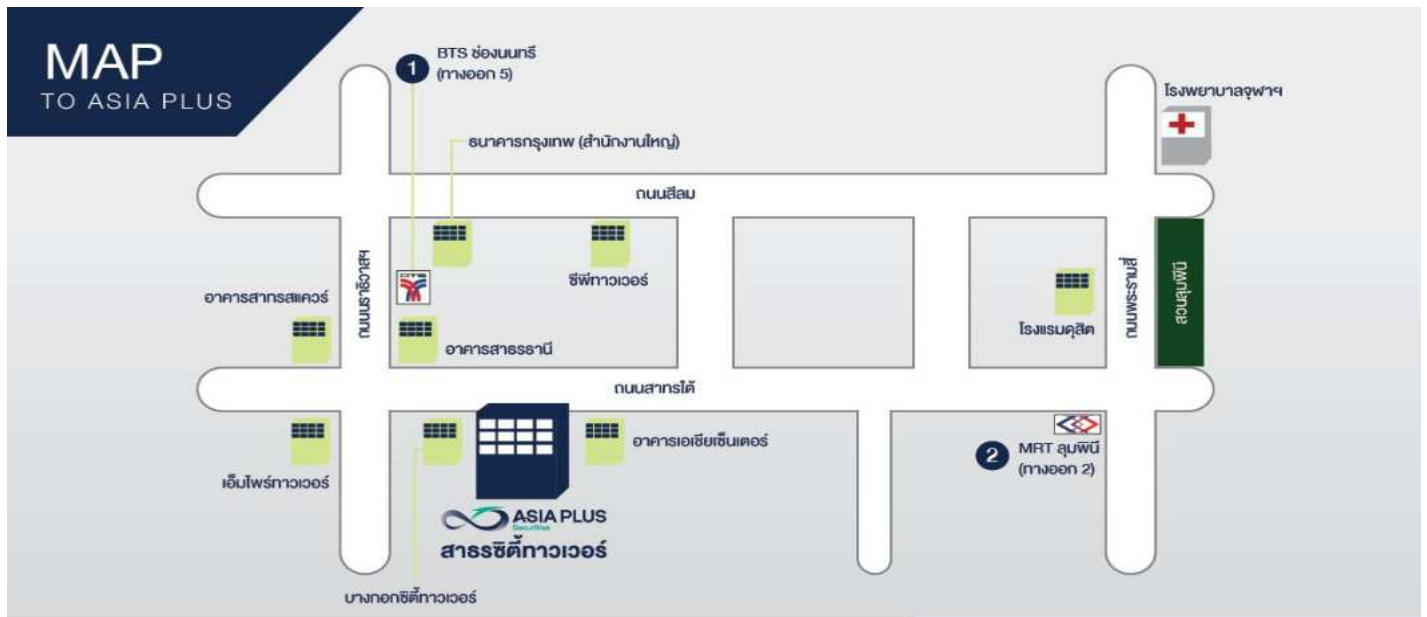 MAP
TO ASIA PLUS
1
BTS ช่องนนทรี
(ทางออก 5)
โรงพยาบาลจุฬาฯ
ธนาคารกรุงเทพ (สำนักงานใหญ่)
ถนนสีลม
ถนนนราธิวาสฯ
BTS
ซีพีทาวเวอร์
ถนนพระรามสี่
สวนลุมพินี
อาคารสาทรสแควร์
โรงแรมดุสิต
อาคารสาธรธานี
ถนนสาทรใต้
อาคารเอเชียเซ็นเตอร์
2
MRT ลุมพินี
(ทางออก 2)
เอ็มไพร์ทาวเวอร์
ASIA PLUS
Securities
สาธรซิตี้ทาวเวอร์
บางกอกซิตี้ทาวเวอร์